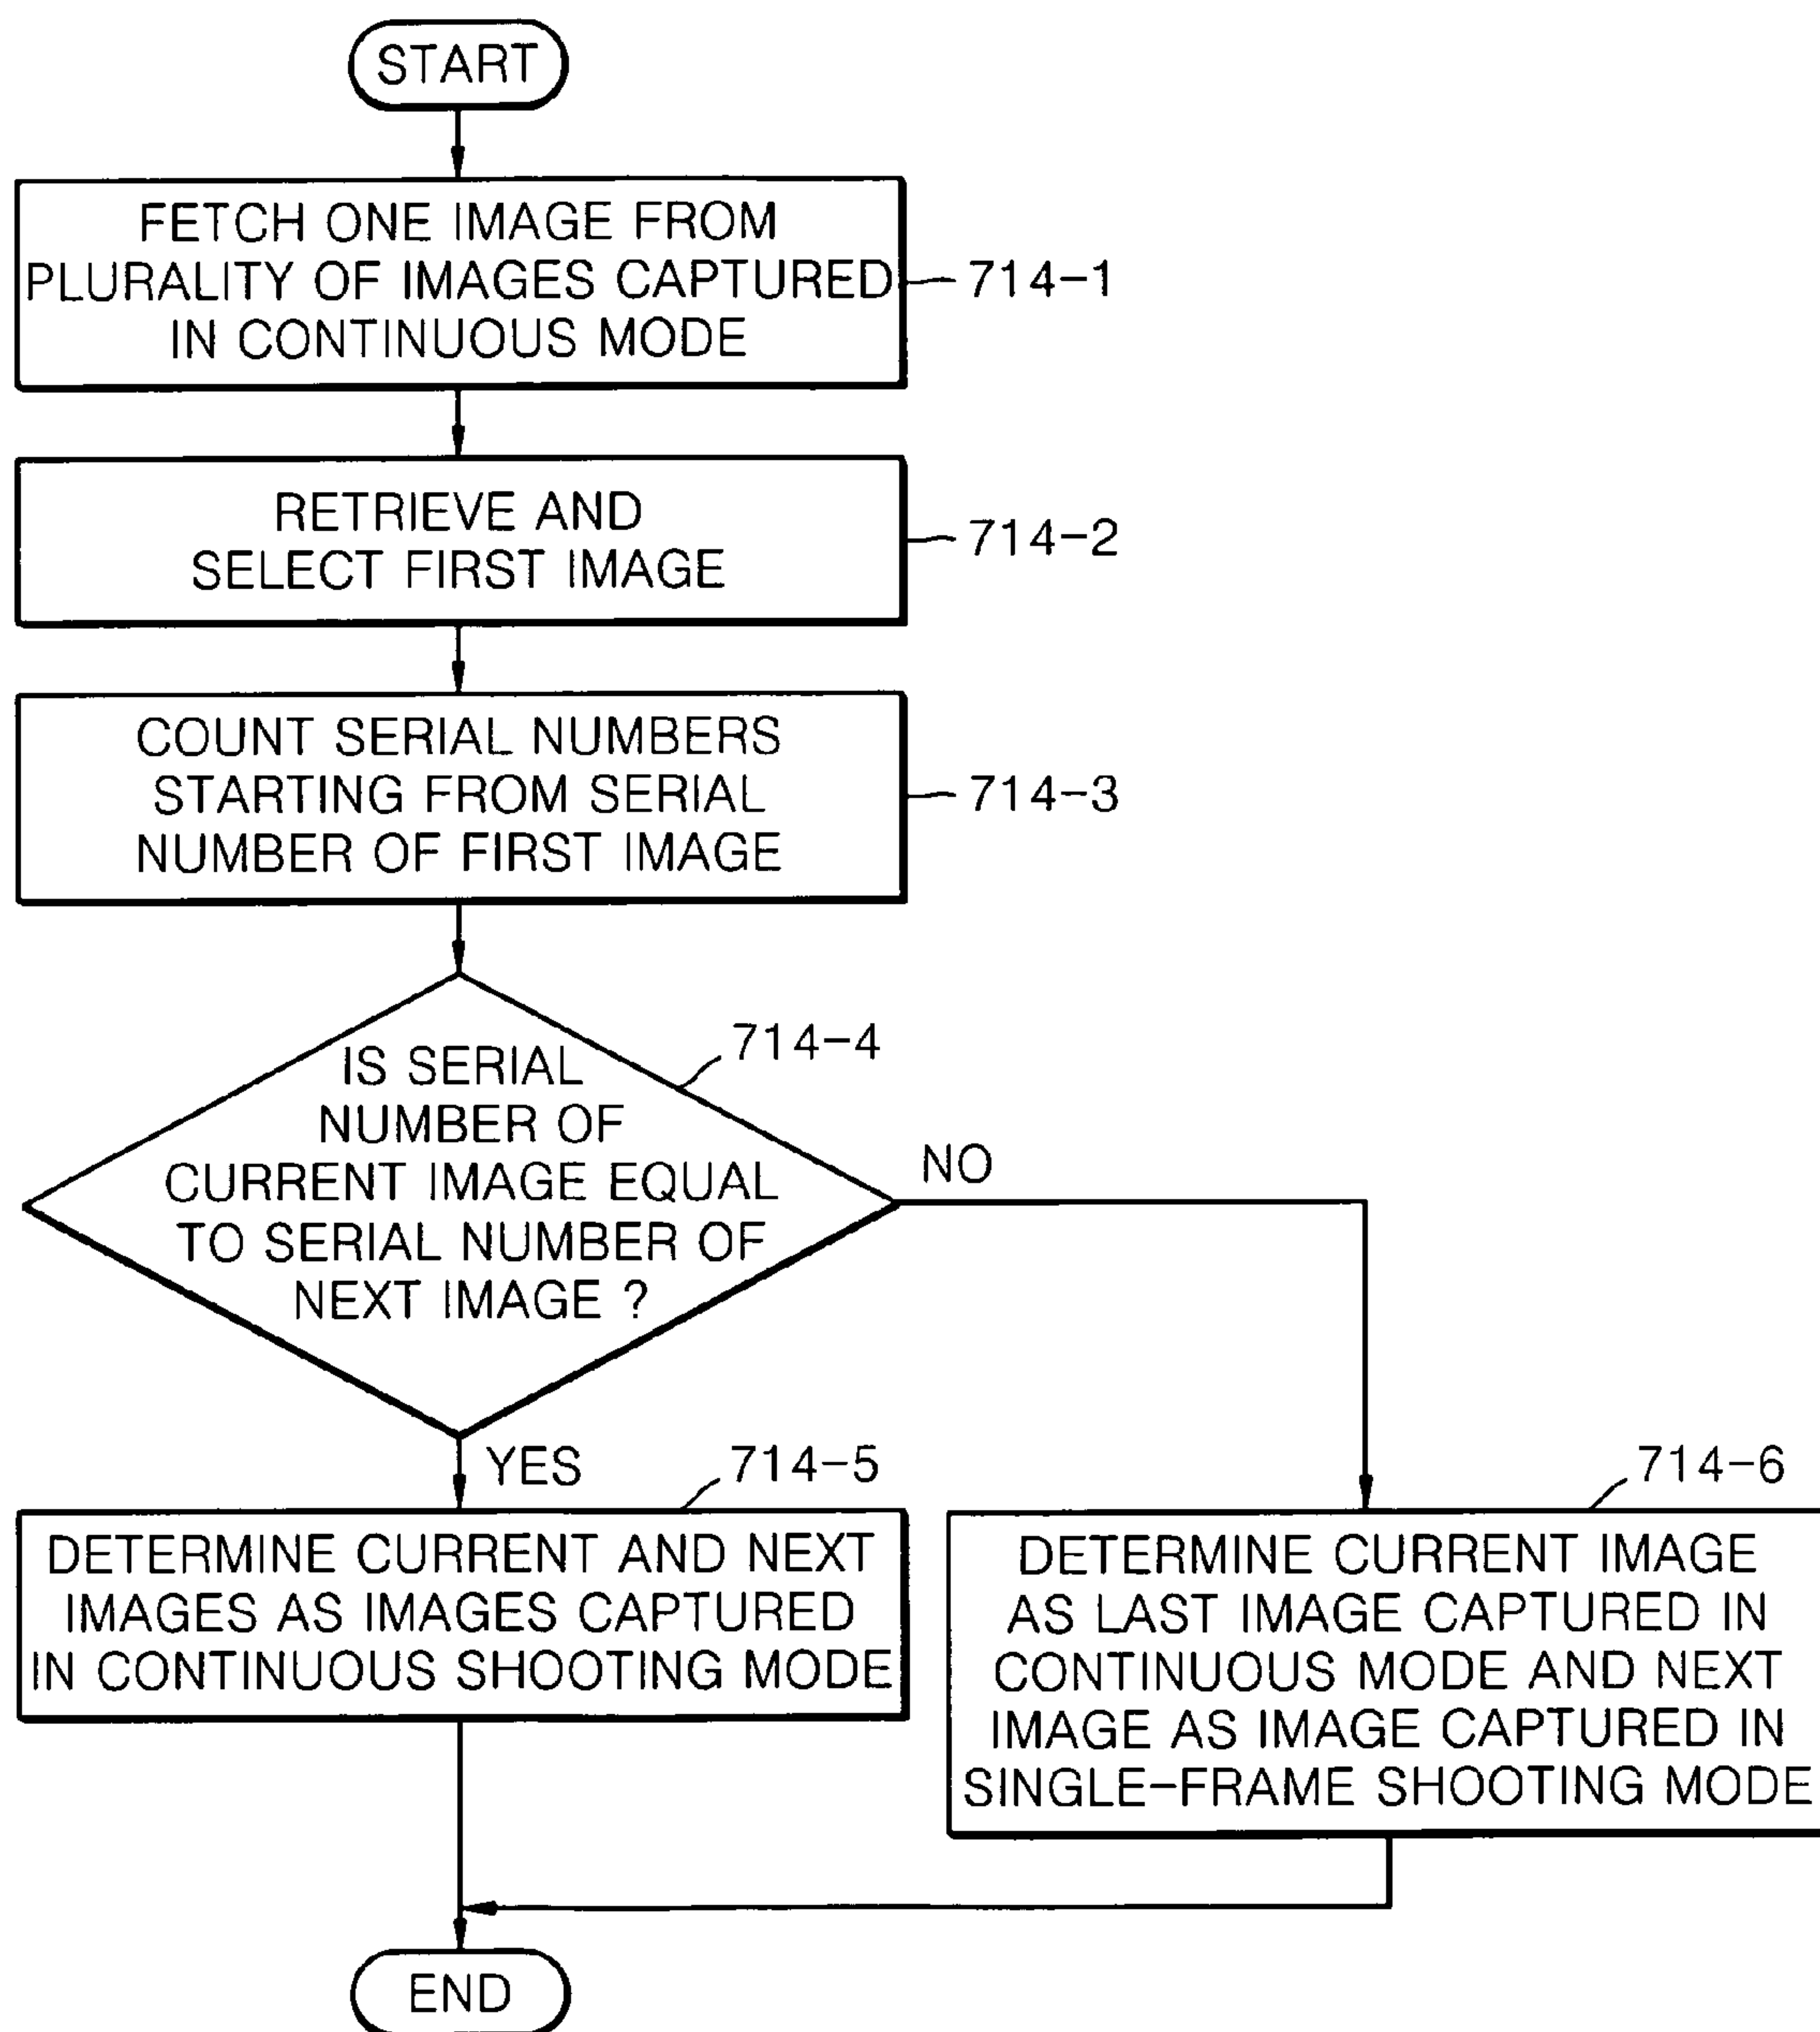 START
FETCH ONE IMAGE FROM
PLURALITY OF IMAGES CAPTURED
IN CONTINUOUS MODE
714-1
RETRIEVE AND
SELECT FIRST IMAGE
714-2
COUNT SERIAL NUMBERS
STARTING FROM SERIAL
NUMBER OF FIRST IMAGE
714-3
714-4
IS SERIAL
NUMBER OF
CURRENT IMAGE EQUAL
TO SERIAL NUMBER OF
NEXT IMAGE ?
NO
YES
714-5
DETERMINE CURRENT AND NEXT
IMAGES AS IMAGES CAPTURED
IN CONTINUOUS SHOOTING MODE
714-6
DETERMINE CURRENT IMAGE
AS LAST IMAGE CAPTURED IN
CONTINUOUS MODE AND NEXT
IMAGE AS IMAGE CAPTURED IN
SINGLE-FRAME SHOOTING MODE
END